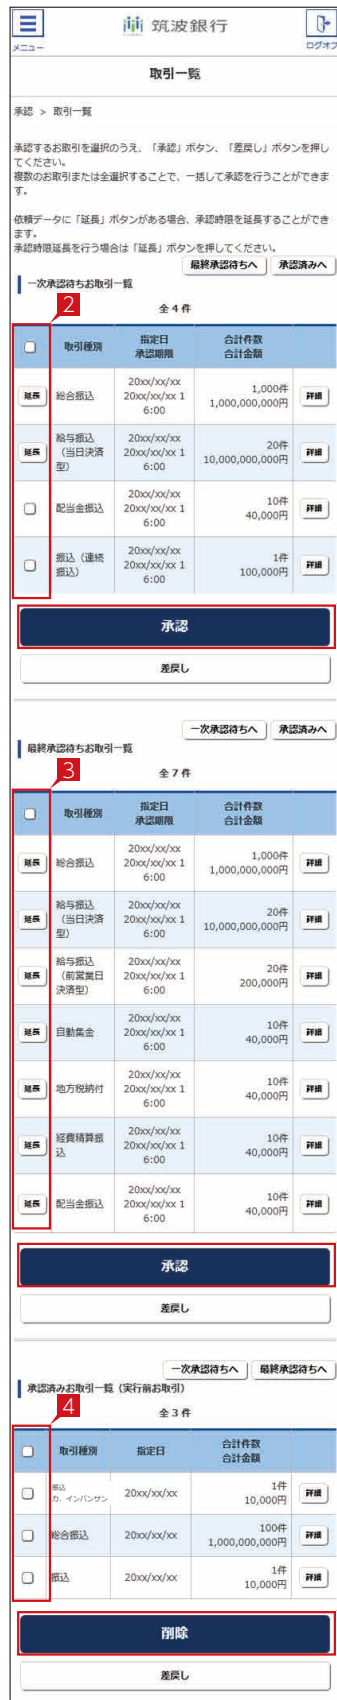 筑波銀行
メニュー
ログオフ
取引一覧
承認 > 取引一覧
承認するお取引を選択のうえ、「承認」ボタン、「差戻し」ボタンを押し
てください。
複数のお取引または全選択することで、一括して承認を行うことができま
す。
依頼データに「延長」ボタンがある場合、承認時限を延長することができ
ます。
承認時限延長を行う場合は「延長」ボタンを押してください。
最終承認待ちへ 承認済みへ
一次承認待ちお取引一覧
2
全 4 件
取引種別 指定日 合計件数
承認期限 合計金額
延長 総合振込 20xx/xx/xx 1,000件 詳細
20xx/xx/xx 1 1,000,000,000円
6:00
延長 給与振込 20xx/xx/xx 20件 詳細
(当日決済 20xx/xx/xx 1 10,000,000,000円
型) 6:00
配当金振込 20xx/xx/xx 10件 詳細
20xx/xx/xx 1 40,000円
6:00
振込(連続 20xx/xx/xx 1件 詳細
振込) 20xx/xx/xx 1 100,000円
6:00
承認
差戻し
一次承認待ちへ 承認済みへ
最終承認待ちお取引一覧
3
全 7 件
取引種別 指定日 合計件数
承認期限 合計金額
延長 総合振込 20xx/xx/xx 1,000件 詳細
20xx/xx/xx 1 1,000,000,000円
6:00
延長 給与振込 20xx/xx/xx 20件 詳細
(当日決済 20xx/xx/xx 1 10,000,000,000円
型) 6:00
延長 給与振込 20xx/xx/xx 20件 詳細
(前営業日 20xx/xx/xx 1 200,000円
決済型) 6:00
延長 自動集金 20xx/xx/xx 10件 詳細
20xx/xx/xx 1 40,000円
6:00
延長 地方税納付 20xx/xx/xx 10件 詳細
20xx/xx/xx 1 40,000円
6:00
延長 経費精算振 20xx/xx/xx 10件 詳細
込 20xx/xx/xx 1 40,000円
6:00
延長 配当金振込 20xx/xx/xx 10件 詳細
20xx/xx/xx 1 40,000円
6:00
承認
差戻し
一次承認待ちへ 最終承認待ちへ
承認済みお取引一覧(実行前お取引)
4
全 3 件
取引種別 指定日 合計件数
合計金額
振込 20xx/xx/xx 1件 詳細
カ.インバンサン 10,000円
総合振込 20xx/xx/xx 100件 詳細
1,000,000,000円
振込 20xx/xx/xx 1件 詳細
10,000円
削除
差戻し